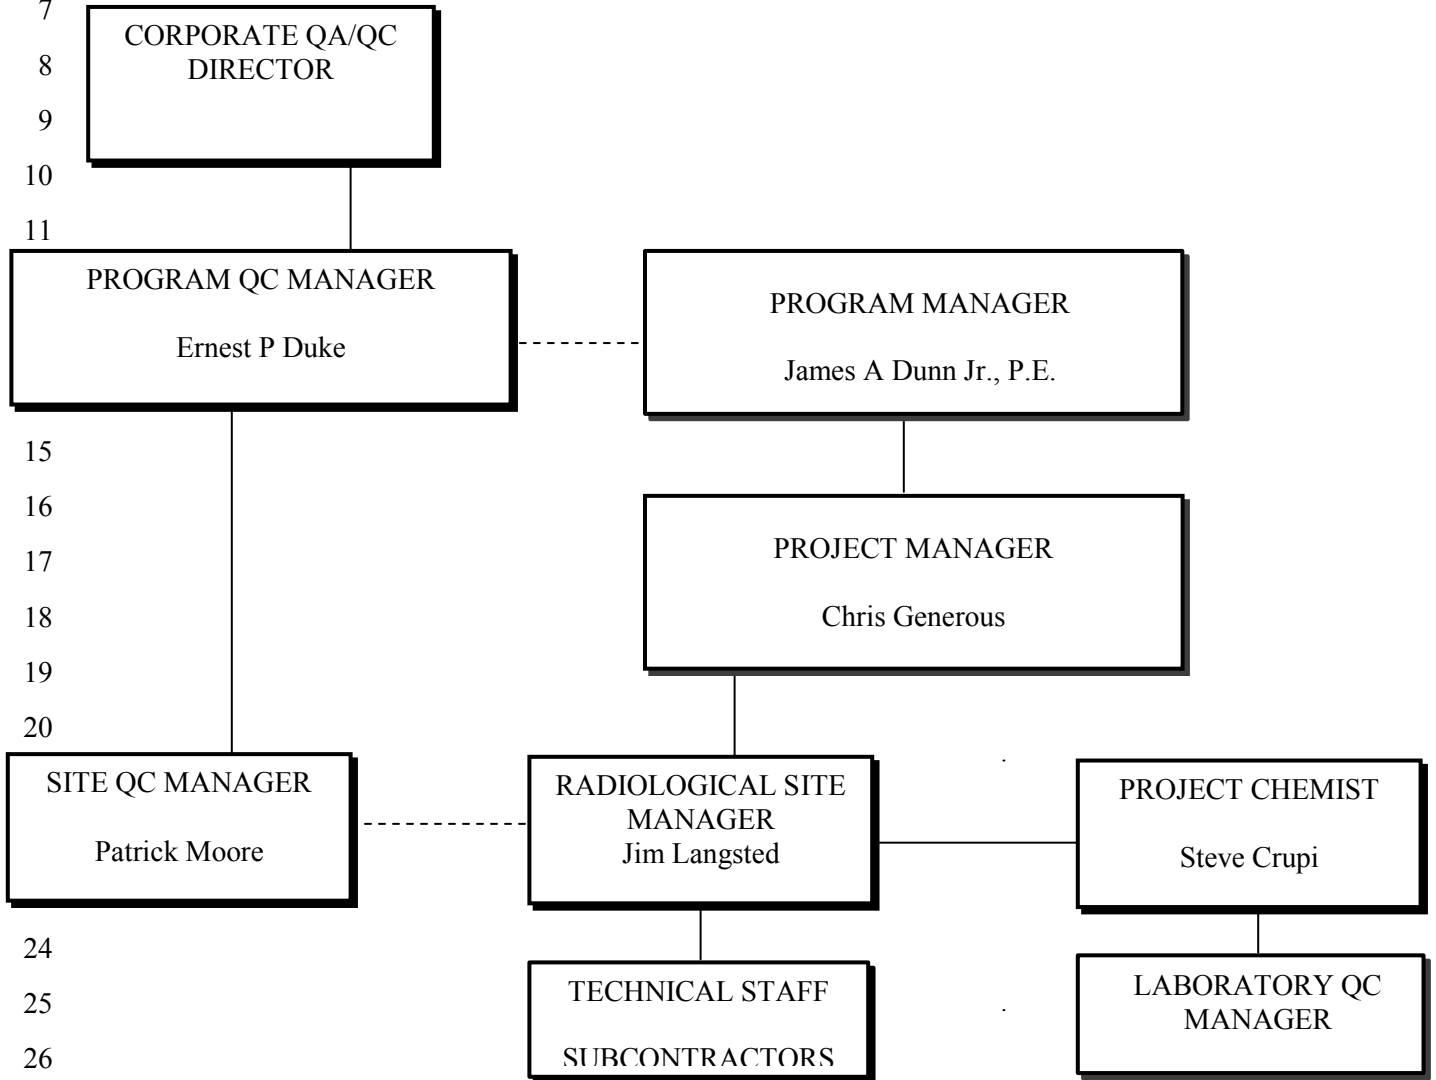 7
CORPORATE QA/QC
DIRECTOR
8
9
10
11
PROGRAM QC MANAGER
Ernest P Duke
PROGRAM MANAGER
James A Dunn Jr., P.E.
15
16
PROJECT MANAGER
17
Chris Generous
18
19
20
SITE QC MANAGER
Patrick Moore
RADIOLOGICAL SITE
MANAGER
Jim Langsted
PROJECT CHEMIST
Steve Crupi
24
TECHNICAL STAFF
25
SUBCONTRACTORS
LABORATORY QC
MANAGER
26